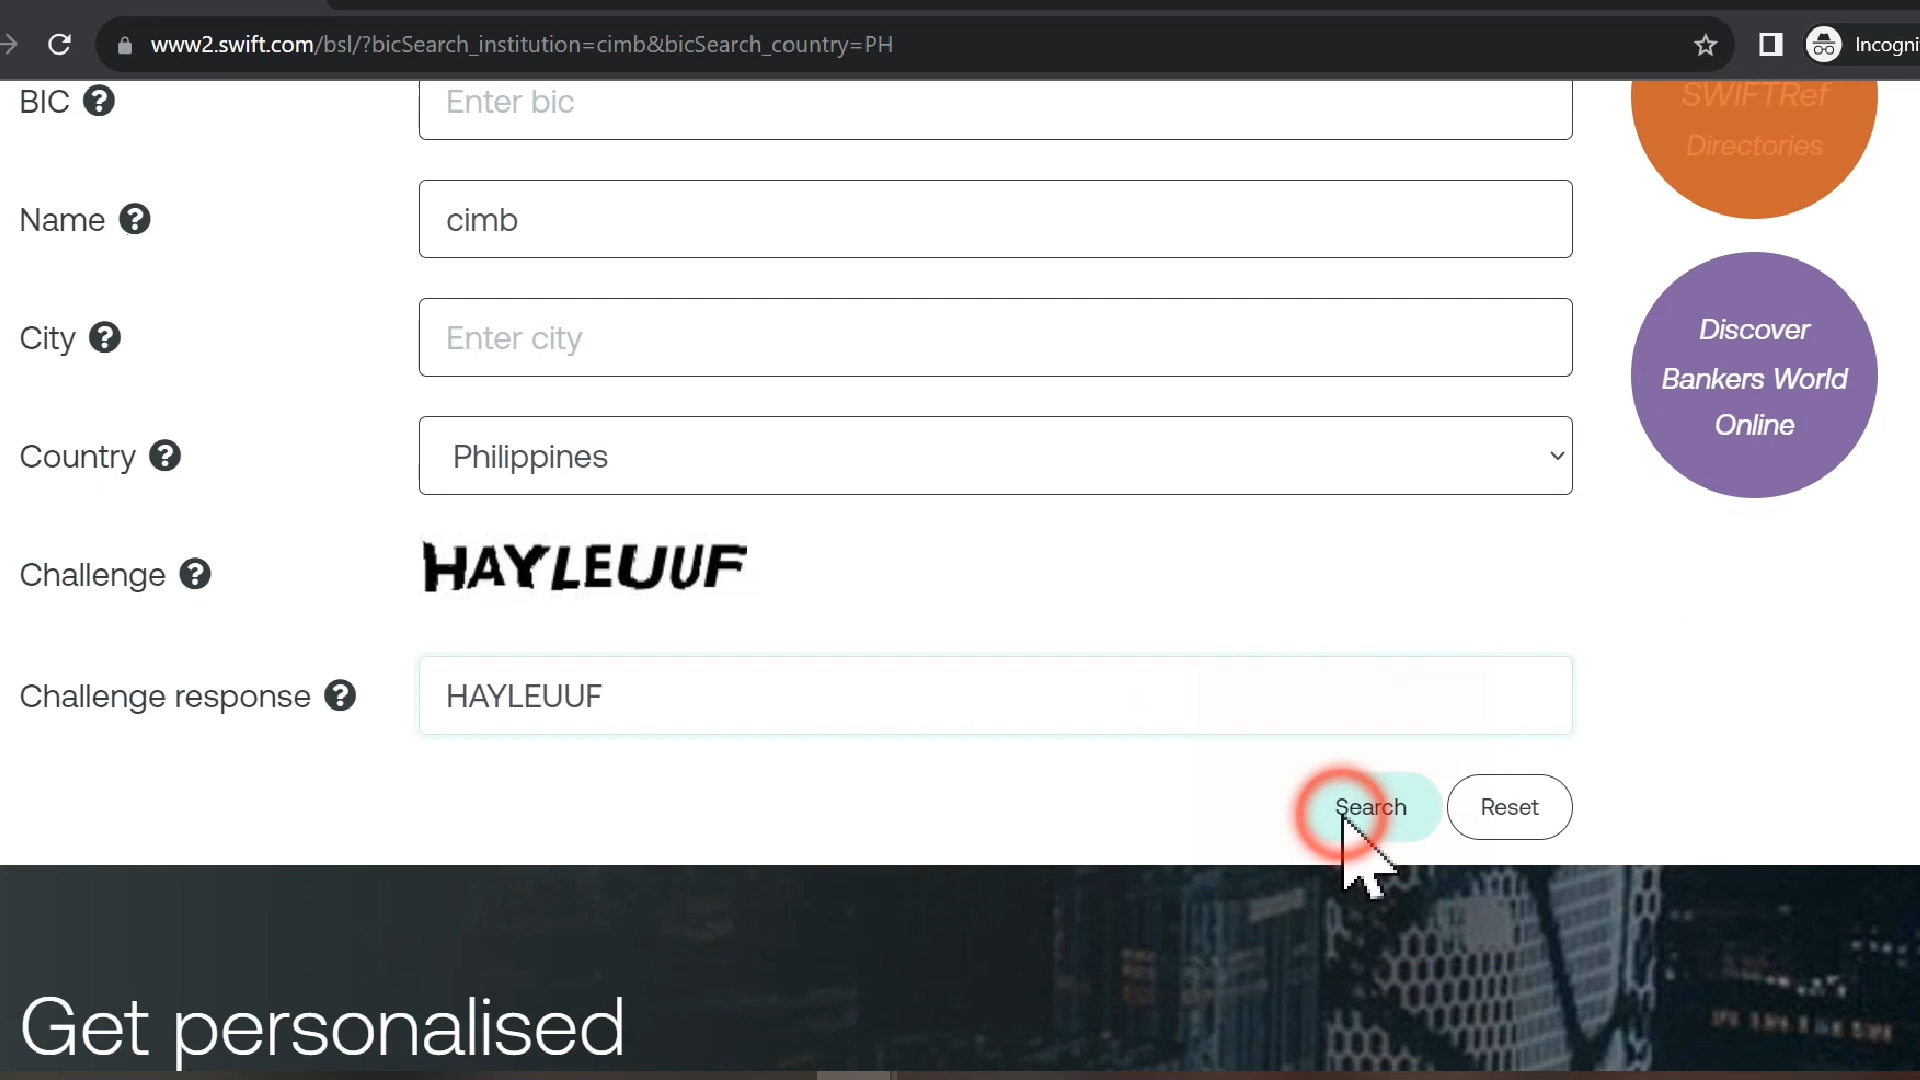 www2.swift.com/bsl/?bicSearch_institution=cimb&bicSearch_country=PH
Incogni
BIC ?
Enter bic
SWIFTRef
Directories
Name ?
cimb
City ?
Enter city
Discover
Bankers World
Online
Country ?
Philippines
Challenge ?
HAYLEUUF
Challenge response ?
HAYLEUUF
Search
Reset
Get personalised